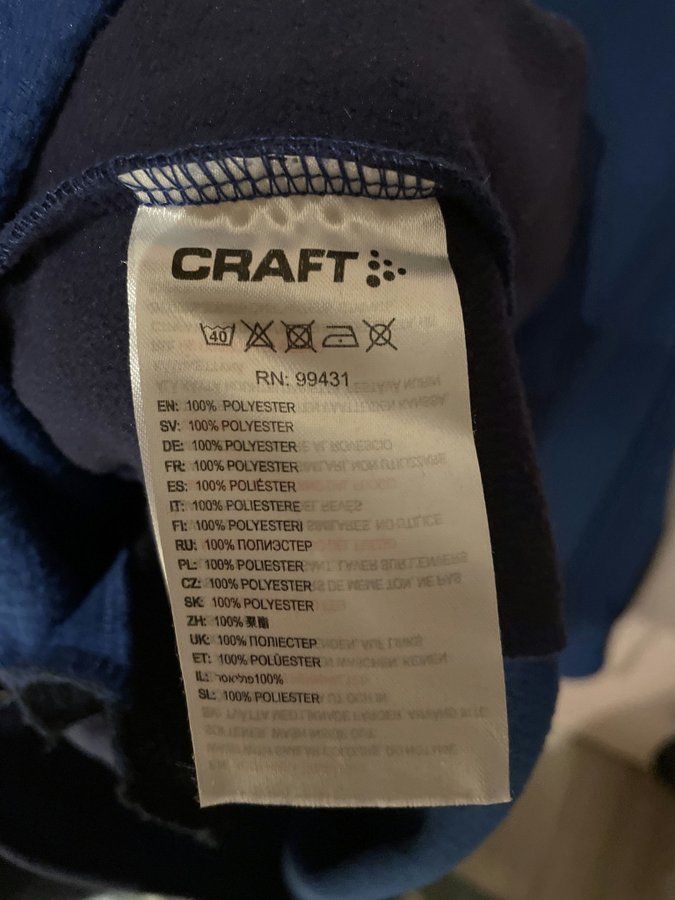 CRAFT
40
RN: 99431
EN: 100% POLYESTER
SV: 100% POLYESTER
DE: 100% POLYESTER
FR: 100% POLYESTER
ES: 100% POLIÉSTER
IT: 100% POLIESTERE
FI: 100% POLYESTERI
RU: 100% ПОЛИЭСТЕР
PL: 100% POLIESTER
CZ: 100% POLYESTER
SK: 100% POLYESTER
ZH: 100% 聚酯
UK: 100% ПОЛІЕСТЕР
ET: 100% POLÜESTER
IL: פוליאסטר100%
SL: 100% POLIESTER